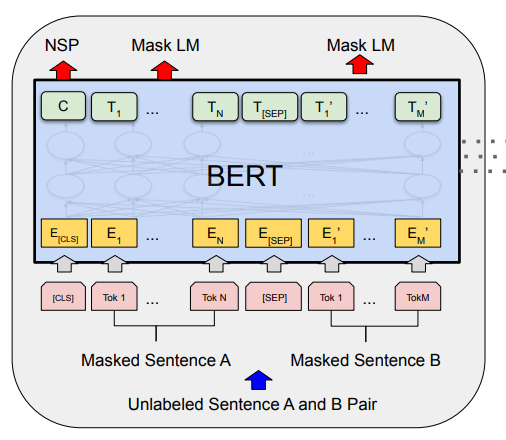 NSP Mask LM Mask LM
C T1 ... TN T[SEP] T1' ... TM'
...
...
BERT
E[CLS] E1 ... EN E[SEP] E1' ... EM'
[CLS] Tok 1 ... Tok N [SEP] Tok 1 ... TokM
Masked Sentence A Masked Sentence B
Unlabeled Sentence A and B Pair